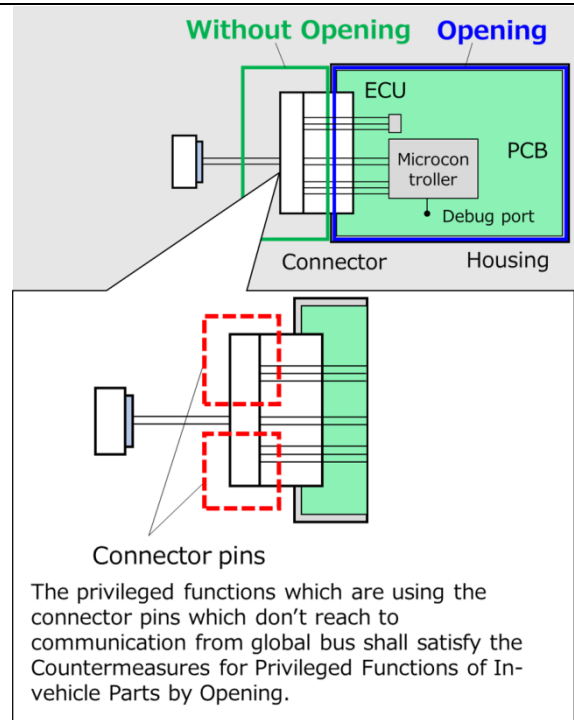 Without Opening Opening
ECU
PCB
Microcon
troller
Debug port
Connector Housing
Connector pins
The privileged functions which are using the
connector pins which don’t reach to
communication from global bus shall satisfy the
Countermeasures for Privileged Functions of In-
vehicle Parts by Opening.